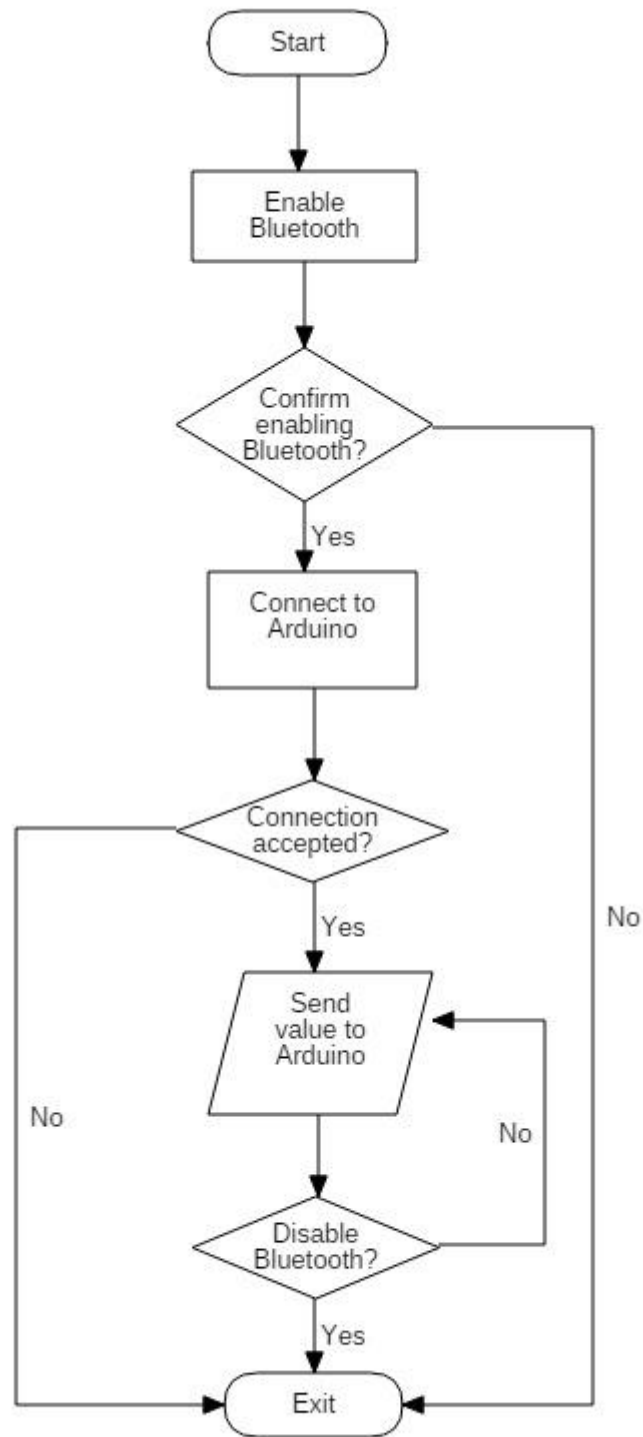 Start
Enable
Bluetooth
Confirm
enabling
Bluetooth?
Yes
Connect to
Arduino
Connection
accepted?
Yes
No
Send
value to
Arduino
No
No
Disable
Bluetooth?
Yes
Exit